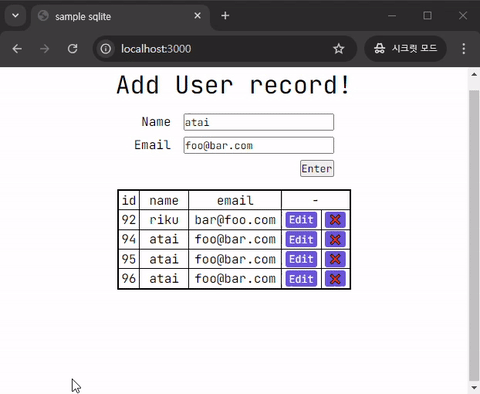 sample sqlite
localhost:3000
시크릿 모드
Add User record!
Name atai
Email foo@bar.com
Enter
id name email -
92 riku bar@foo.com Edit
94 atai foo@bar.com Edit
95 atai foo@bar.com Edit
96 atai foo@bar.com Edit